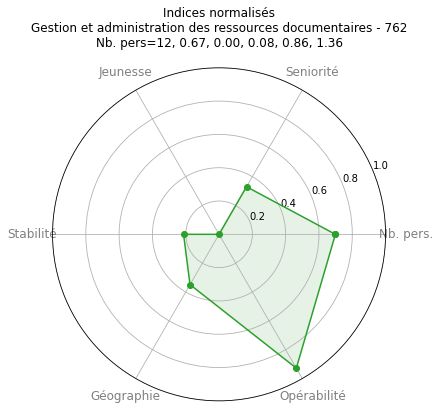 Indices normalisés
Gestion et administration des ressources documentaires - 762
Nb. pers=12, 0.67, 0.00, 0.08, 0.86, 1.36
Jeunesse
Seniorité
1.0
0.8
0.6
0.4
0.2
Stabilité
Nb. pers.
Géographie
Opérabilité